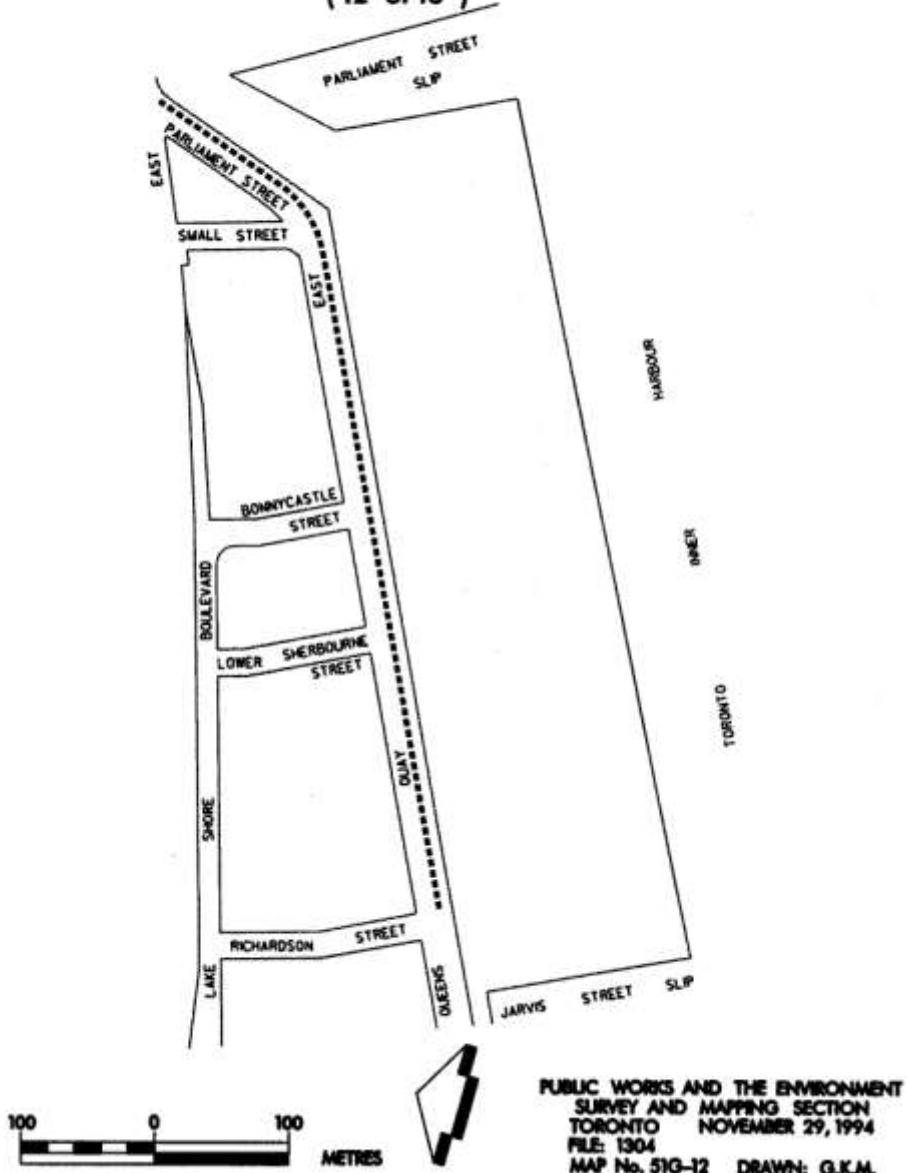 PARLIAMENT STREET
SLIP
PARLIAMENT STREET
EAST
SMALL STREET
EAST
HARBOUR
BONNYCASTLE
STREET
INNER
BOULEVARD
LOWER SHERBOURNE
STREET
TORONTO
QUAY
SHORE
RICHARDSON STREET
LAKE
QUEENS
JARVIS STREET SLIP
100 0 100
METRES
PUBLIC WORKS AND THE ENVIRONMENT
SURVEY AND MAPPING SECTION
TORONTO NOVEMBER 29, 1994
FILE: 1304
MAP No. 51G-12 DRAWN: G.K.M.